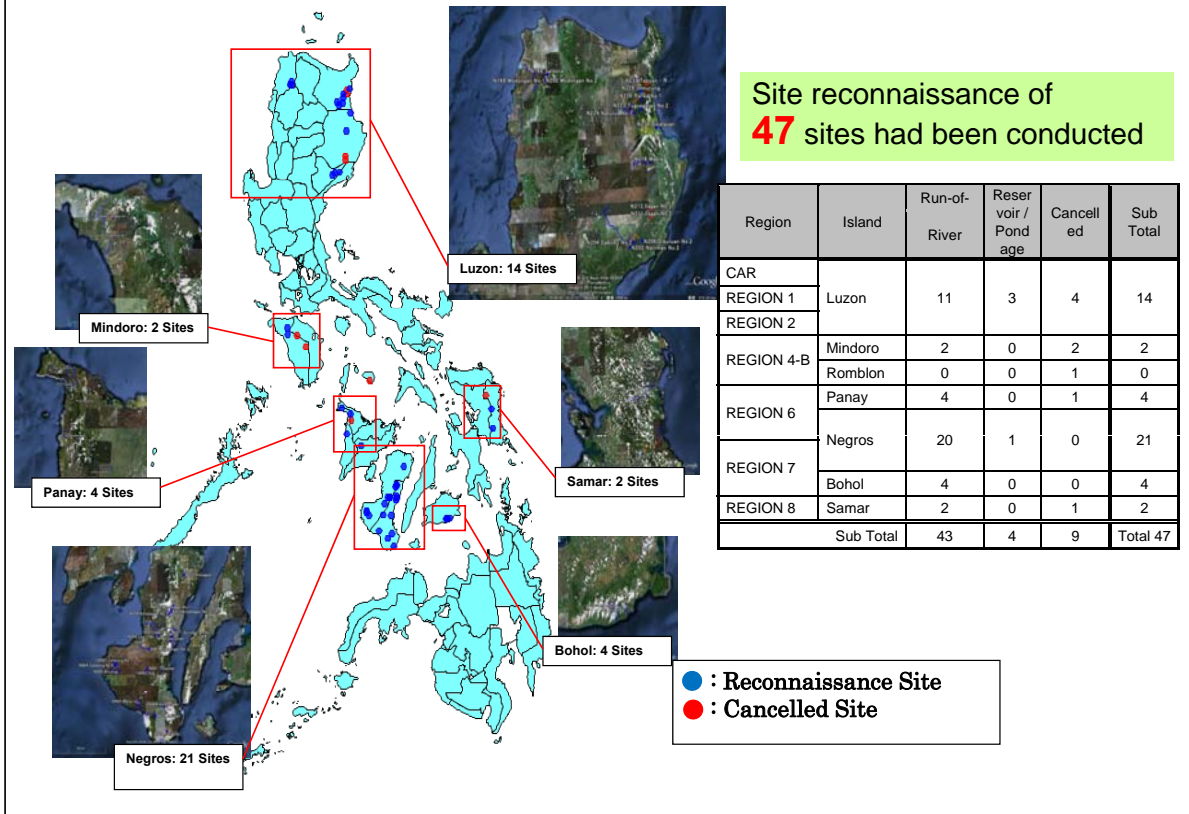 Site reconnaissance of
47 sites had been conducted
Region Island Run-of-River Reser voir / Pond age Cancell ed Sub Total
CAR
REGION 1 Luzon 11 3 4 14
REGION 2
REGION 4-B Mindoro 2 0 2 2
Romblon 0 0 1 0
REGION 6 Panay 4 0 1 4
Negros 20 1 0 21
REGION 7
Bohol 4 0 0 4
REGION 8 Samar 2 0 1 2
Sub Total 43 4 9 Total 47
Luzon: 14 Sites
Mindoro: 2 Sites
Panay: 4 Sites
Samar: 2 Sites
Bohol: 4 Sites
Negros: 21 Sites
: Reconnaissance Site
: Cancelled Site